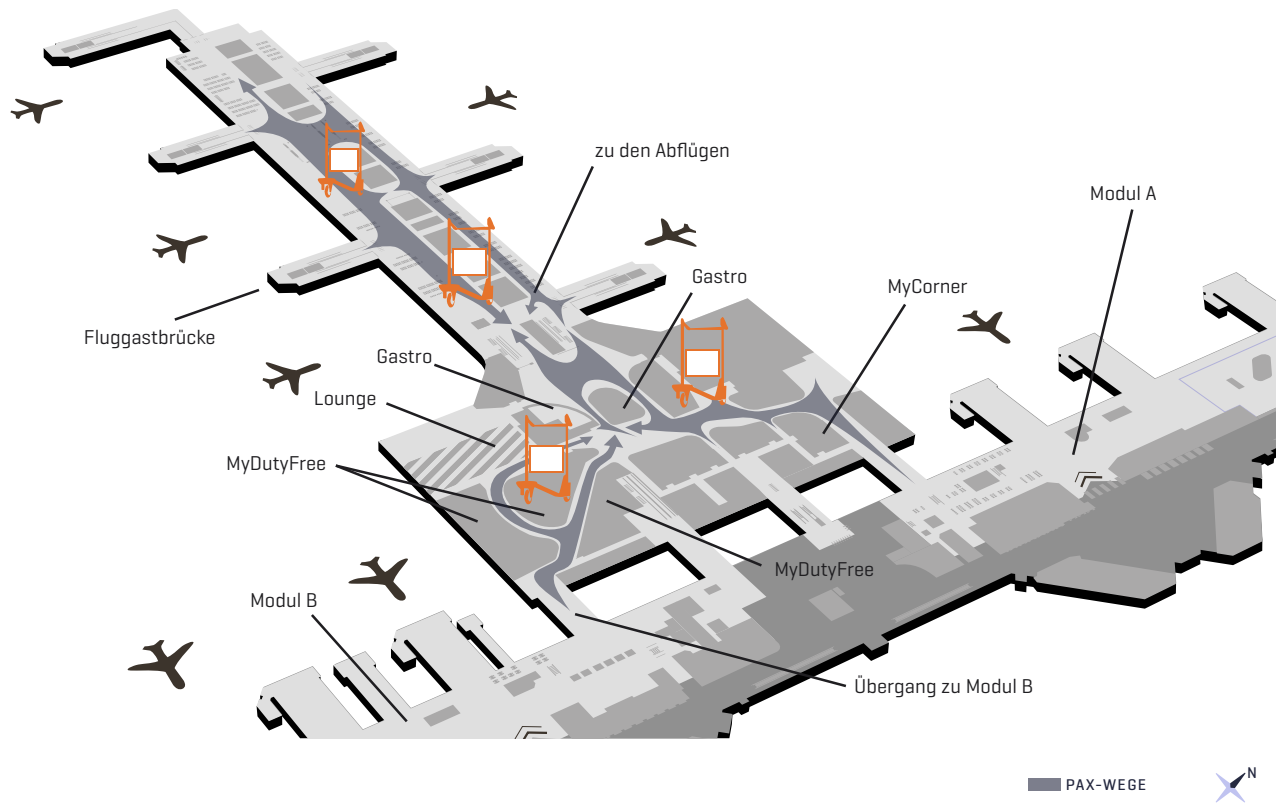 zu den Abflügen
Modul A
Gastro
MyCorner
Fluggastbrücke
Gastro
Lounge
MyDutyFree
MyDutyFree
Modul B
Übergang zu Modul B
PAX-WEGE
N